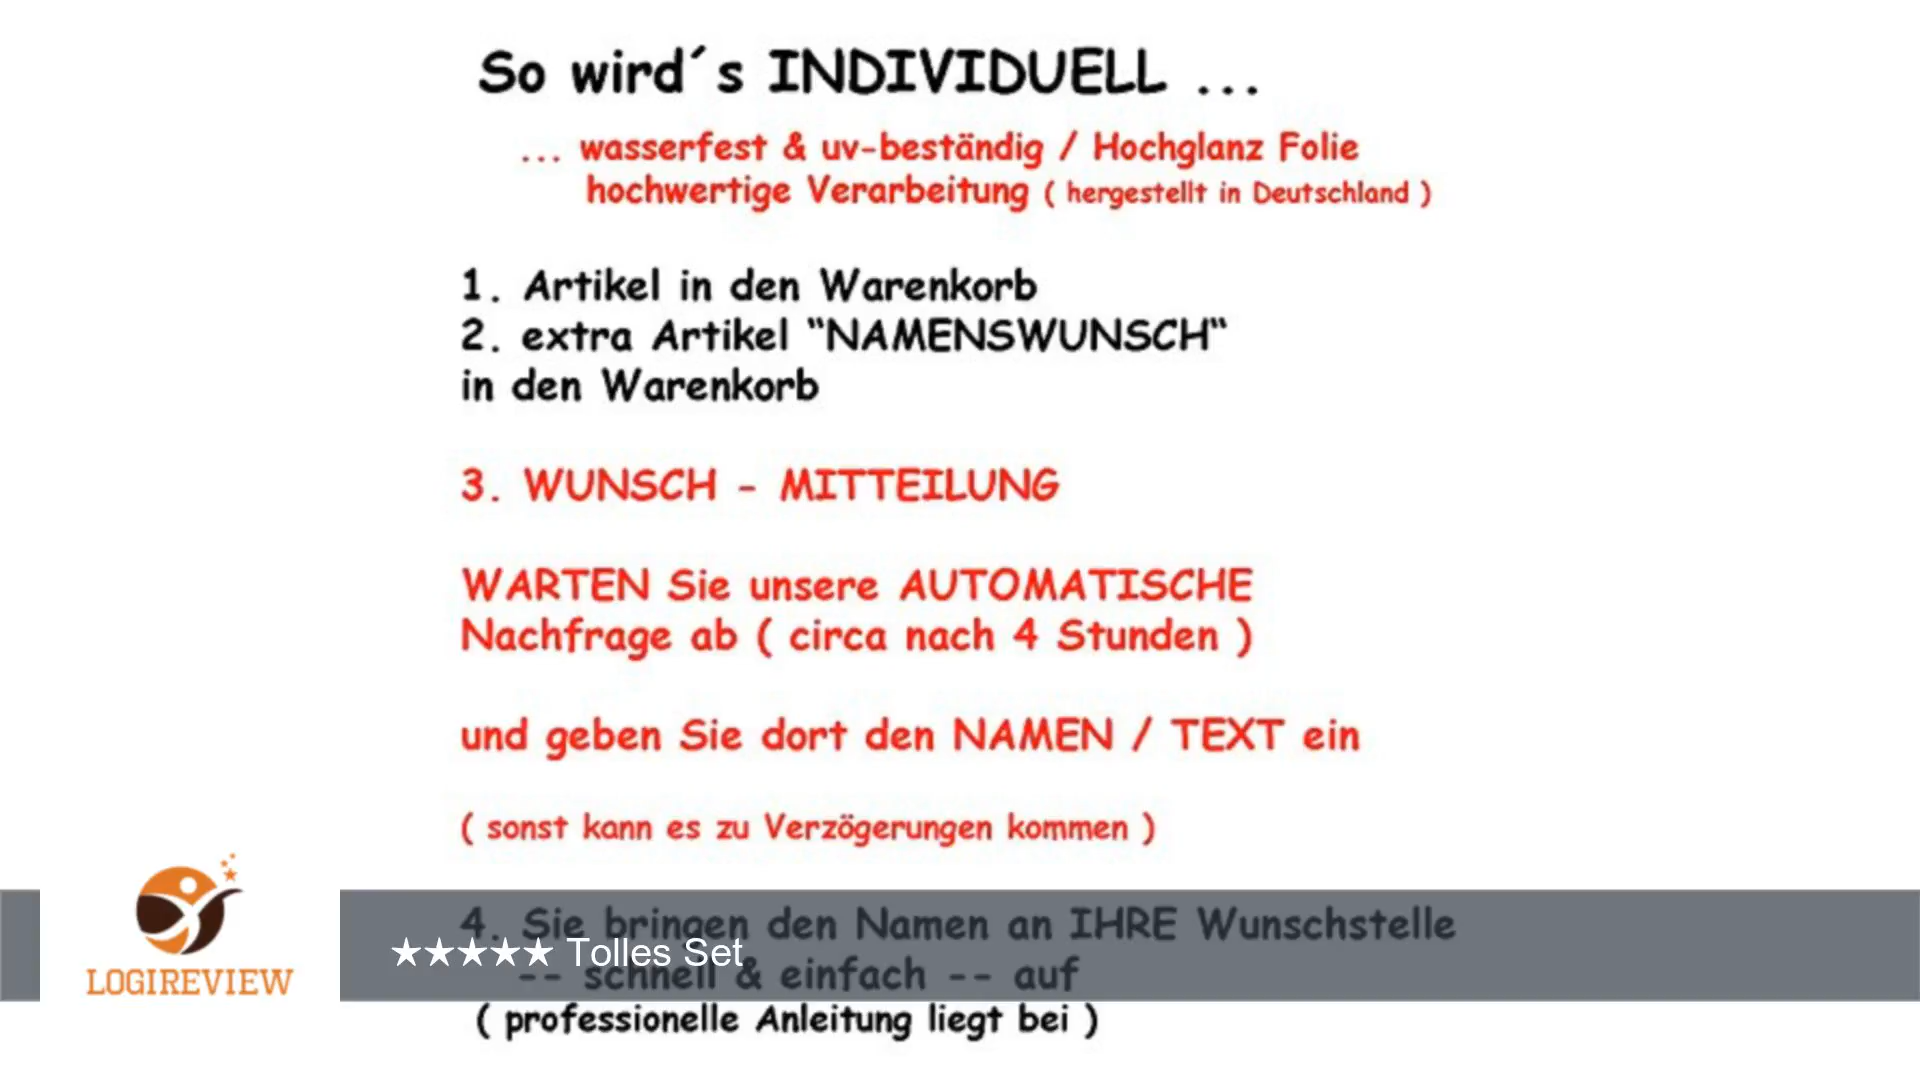 So wird´s INDIVIDUELL ...
... wasserfest & uv-beständig / Hochglanz Folie
hochwertige Verarbeitung ( hergestellt in Deutschland )
1. Artikel in den Warenkorb
2. extra Artikel “NAMENSWUNSCH“
in den Warenkorb
3. WUNSCH - MITTEILUNG
WARTEN Sie unsere AUTOMATISCHE
Nachfrage ab ( circa nach 4 Stunden )
und geben Sie dort den NAMEN / TEXT ein
( sonst kann es zu Verzögerungen kommen )
4. Sie bringen den Namen an IHRE Wunschstelle
★★★★★ Tolles Set
-- schnell & einfach -- auf
LOGIREVIEW
( professionelle Anleitung liegt bei )